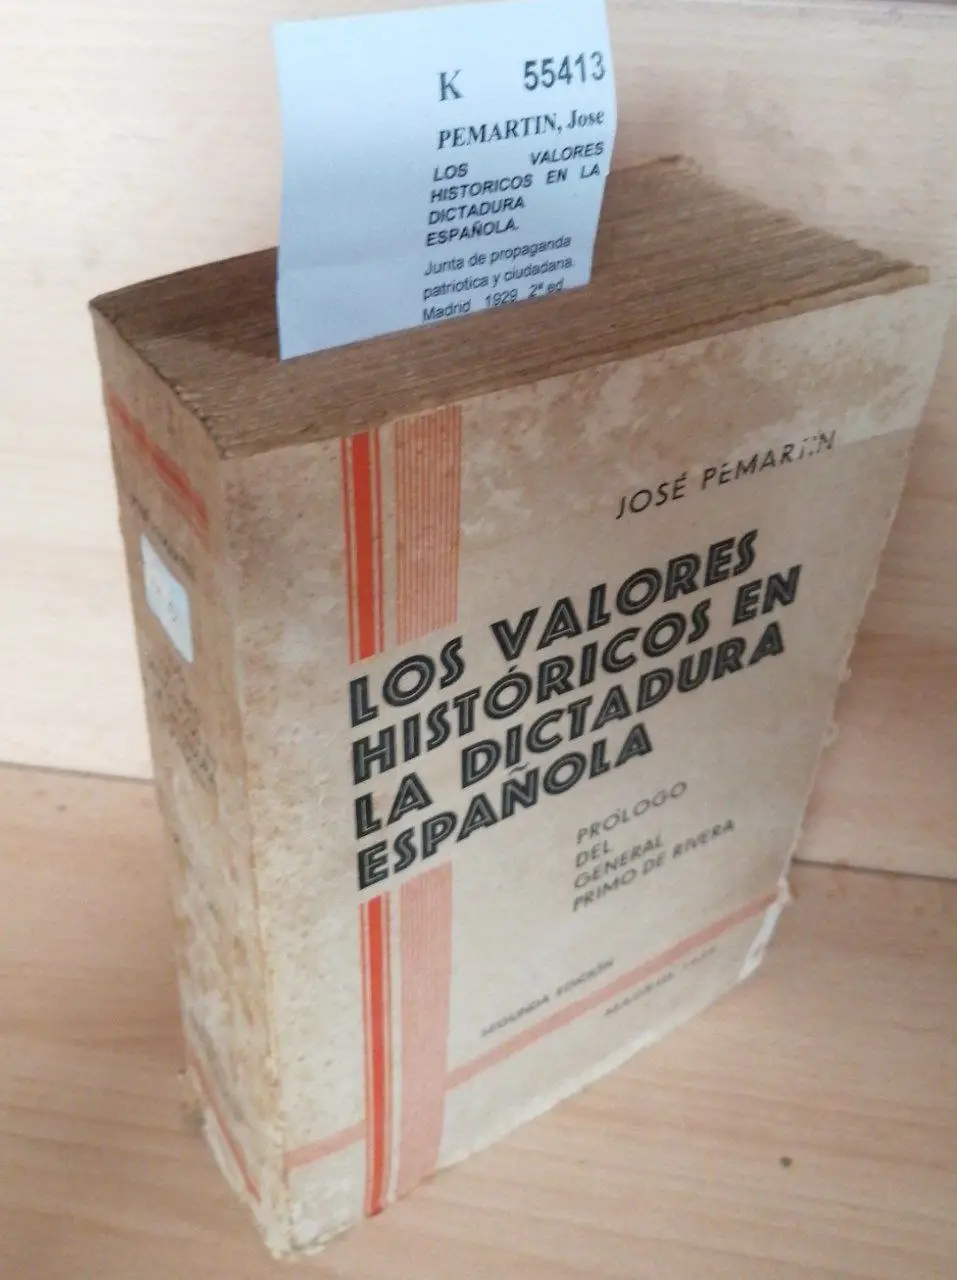 K 55413
PEMARTIN, Jose
LOS VALORES
HISTORICOS EN LA
DICTADURA
ESPAÑOLA.
Junta de propaganda
patriotica y ciudadana.
Madrid 1929 2ª ed
JOSÉ PEMARTIN
LOS VALORES
HISTÓRICOS EN
LA DICTADURA
ESPAÑOLA
PRÓLOGO
DEL
GENERAL
PRIMO DE RIVERA
SEGUNDA EDICIÓN
MADRID